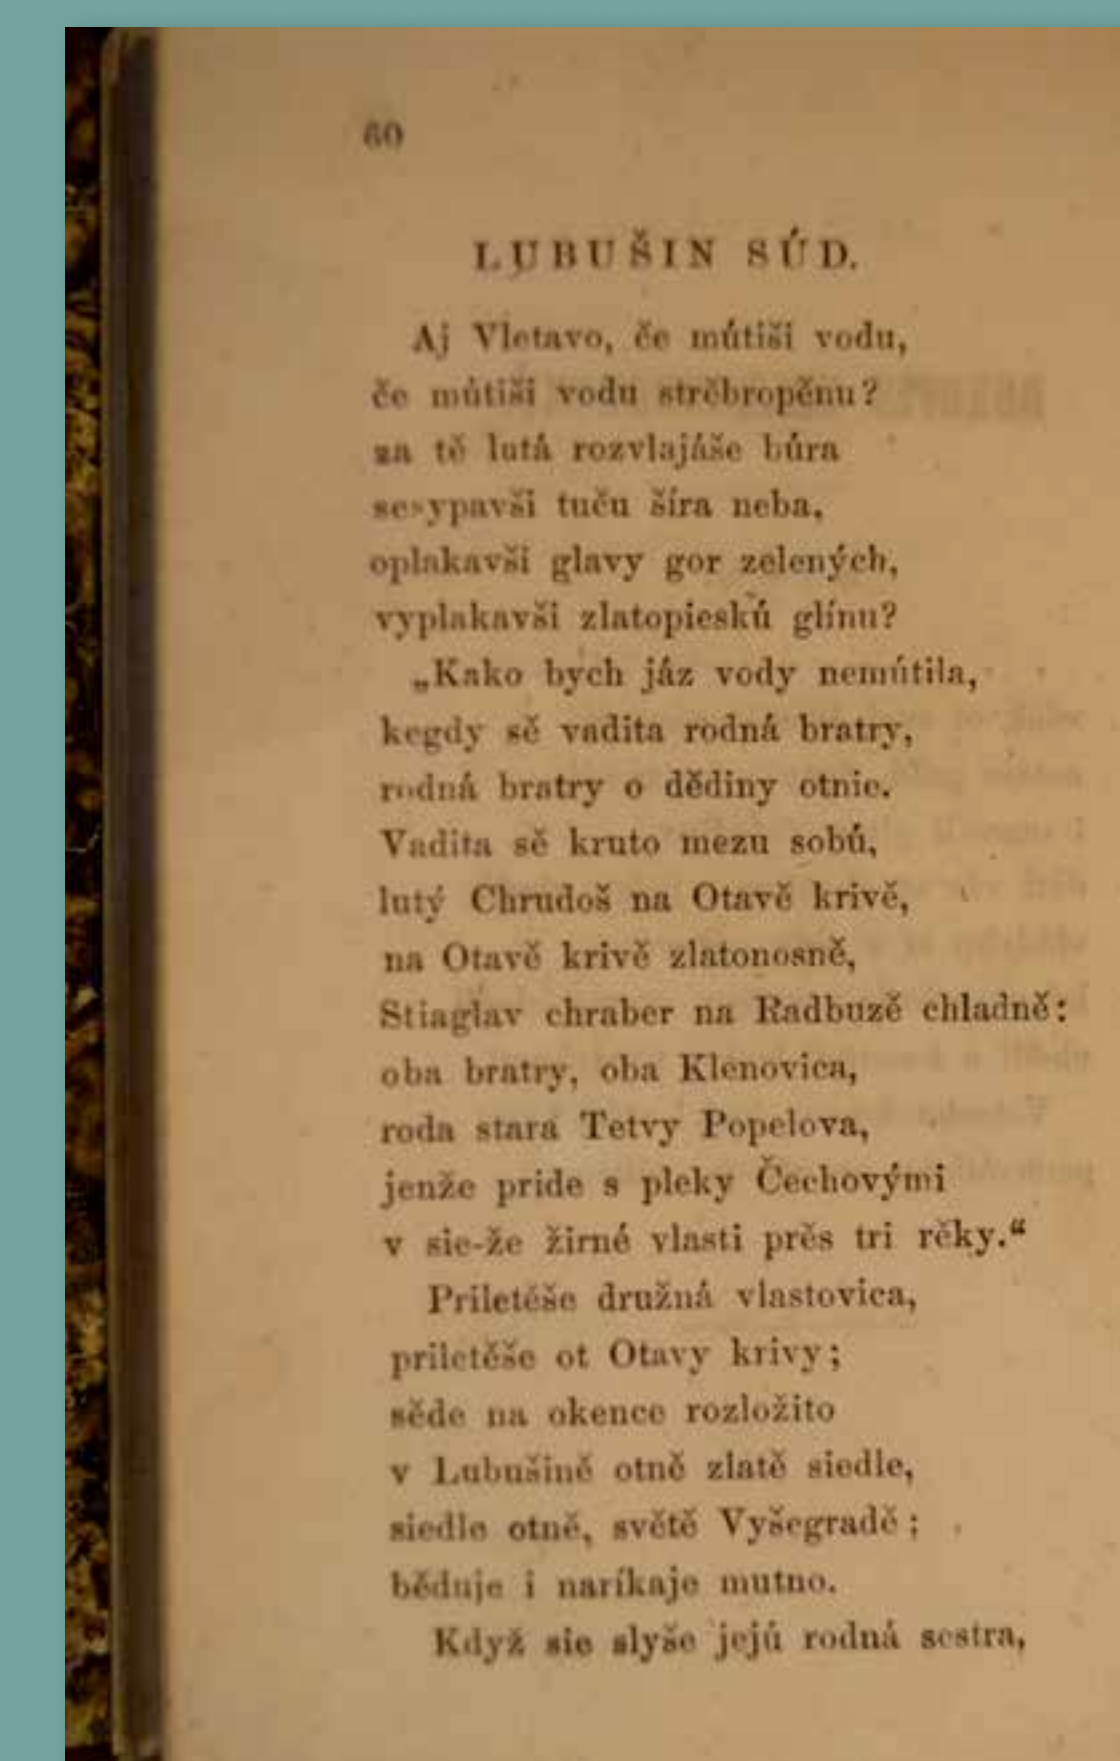 60
LUBUŠIN SÚD.
Aj Vletavo, če mútiši vodu,
če mútiši vodu strěbropěnu?
za tě lutá rozvlajáše búra
sesypavši tuču šíra neba,
oplakavši glavy gor zelených,
vyplakavši zlatopieskú glínu?
„Kako bych jáz vody nemútila,
kegdy sě vadita rodná bratry,
rodná bratry o dědiny otnie.
Vadita sě kruto mezu sobú,
lutý Chrudoš na Otavě krivě,
na Otavě krivě zlatonosně,
Stiaglav chraber na Radbuzě chladně:
oba bratry, oba Klenovica,
roda stara Tetvy Popelova,
jenže pride s pleky Čechovými
v sie-že žirné vlasti prěs tri rěky.“
Priletěše družná vlastovica,
priletěše ot Otavy krivy;
sěde na okence rozložito
v Lubušině otně zlatě siedle,
siedle otně, světě Vyšegradě;
běduje i naríkaje mutno.
Když sie slyše jejú rodná sestra,